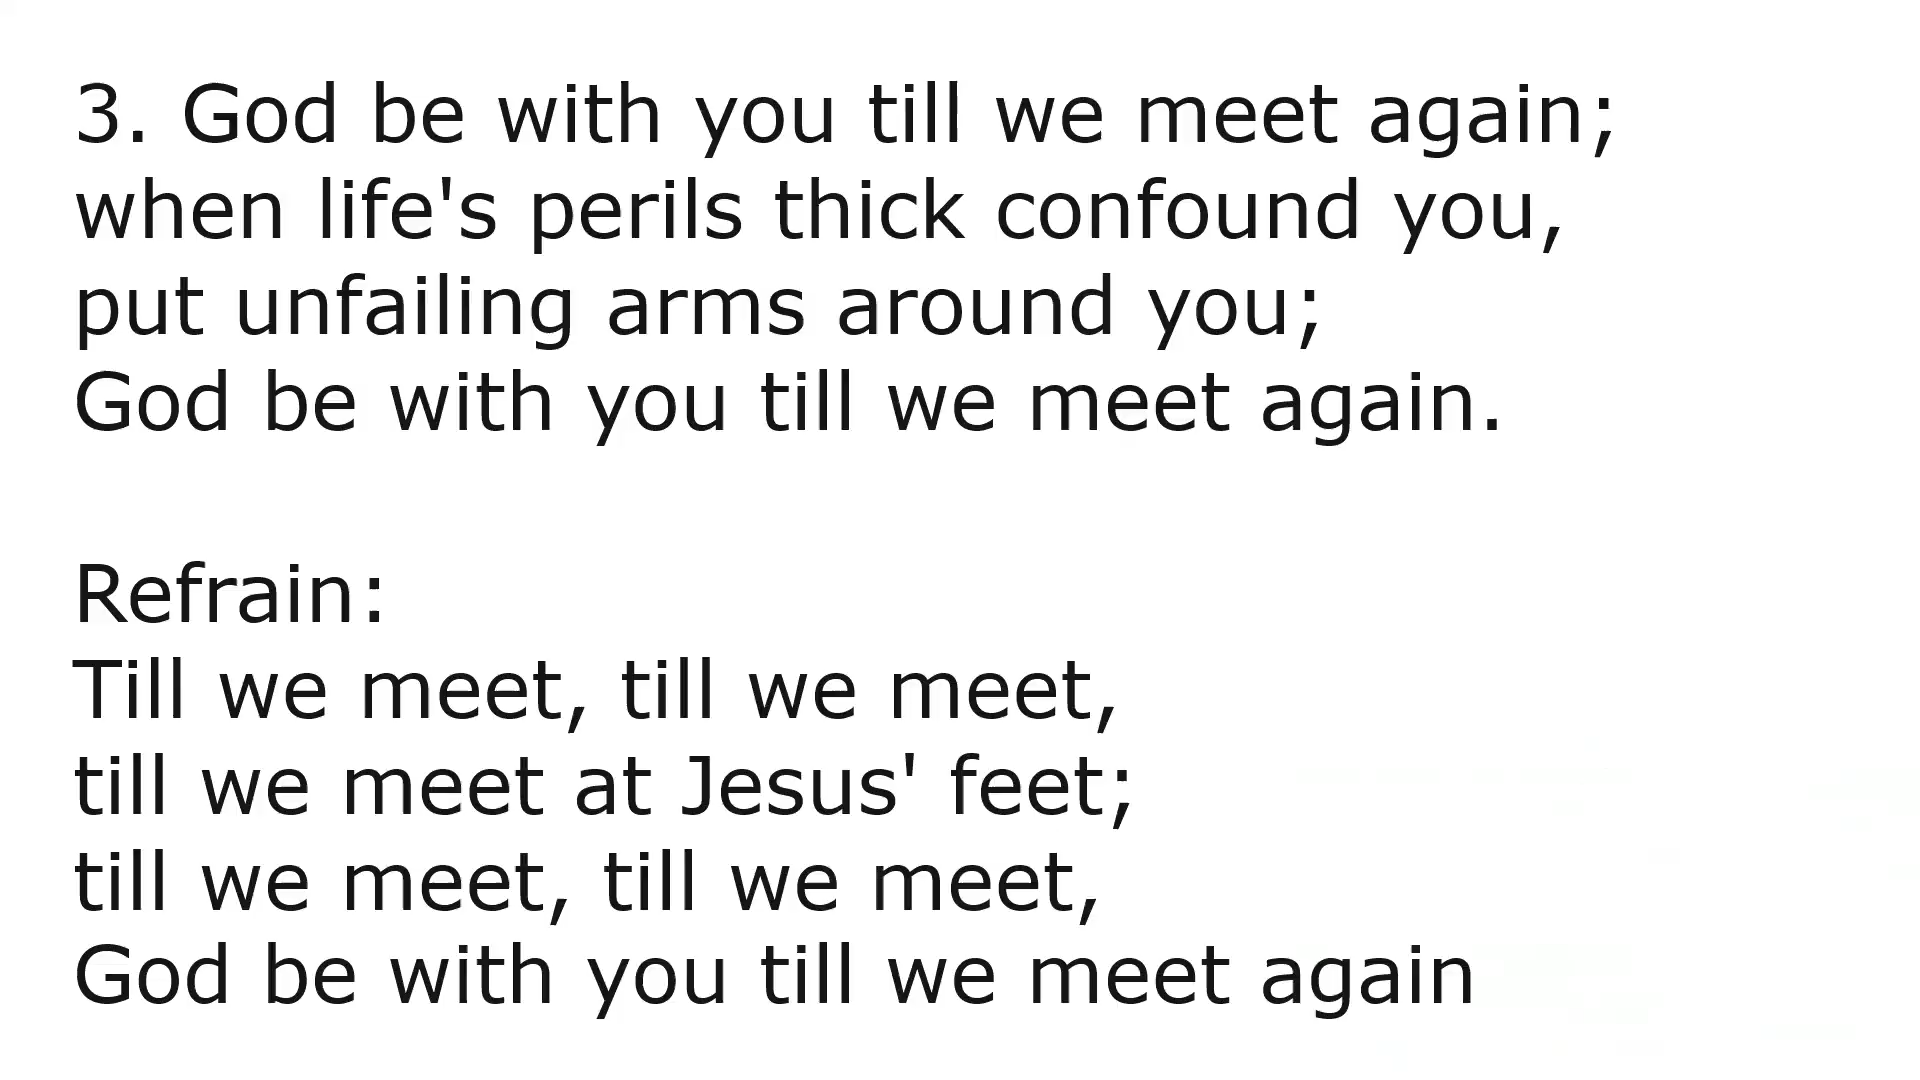 3. God be with you till we meet again;
when life's perils thick confound you,
put unfailing arms around you;
God be with you till we meet again.
Refrain:
Till we meet, till we meet,
till we meet at Jesus' feet;
till we meet, till we meet,
God be with you till we meet again